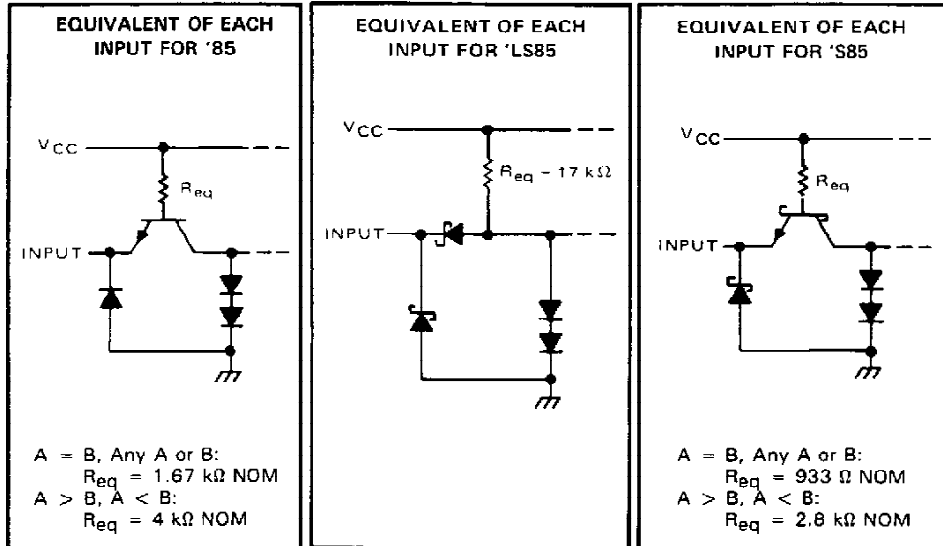 EQUIVALENT OF EACH
INPUT FOR '85
VCC
Req
INPUT
A = B, Any A or B:
Req = 1.67 kΩ NOM
A > B, A < B:
Req = 4 kΩ NOM
EQUIVALENT OF EACH
INPUT FOR 'LS85
VCC
Req – 17 kΩ
INPUT
EQUIVALENT OF EACH
INPUT FOR 'S85
VCC
Req
INPUT
A = B, Any A or B:
Req = 933 Ω NOM
A > B, A < B:
Req = 2.8 kΩ NOM